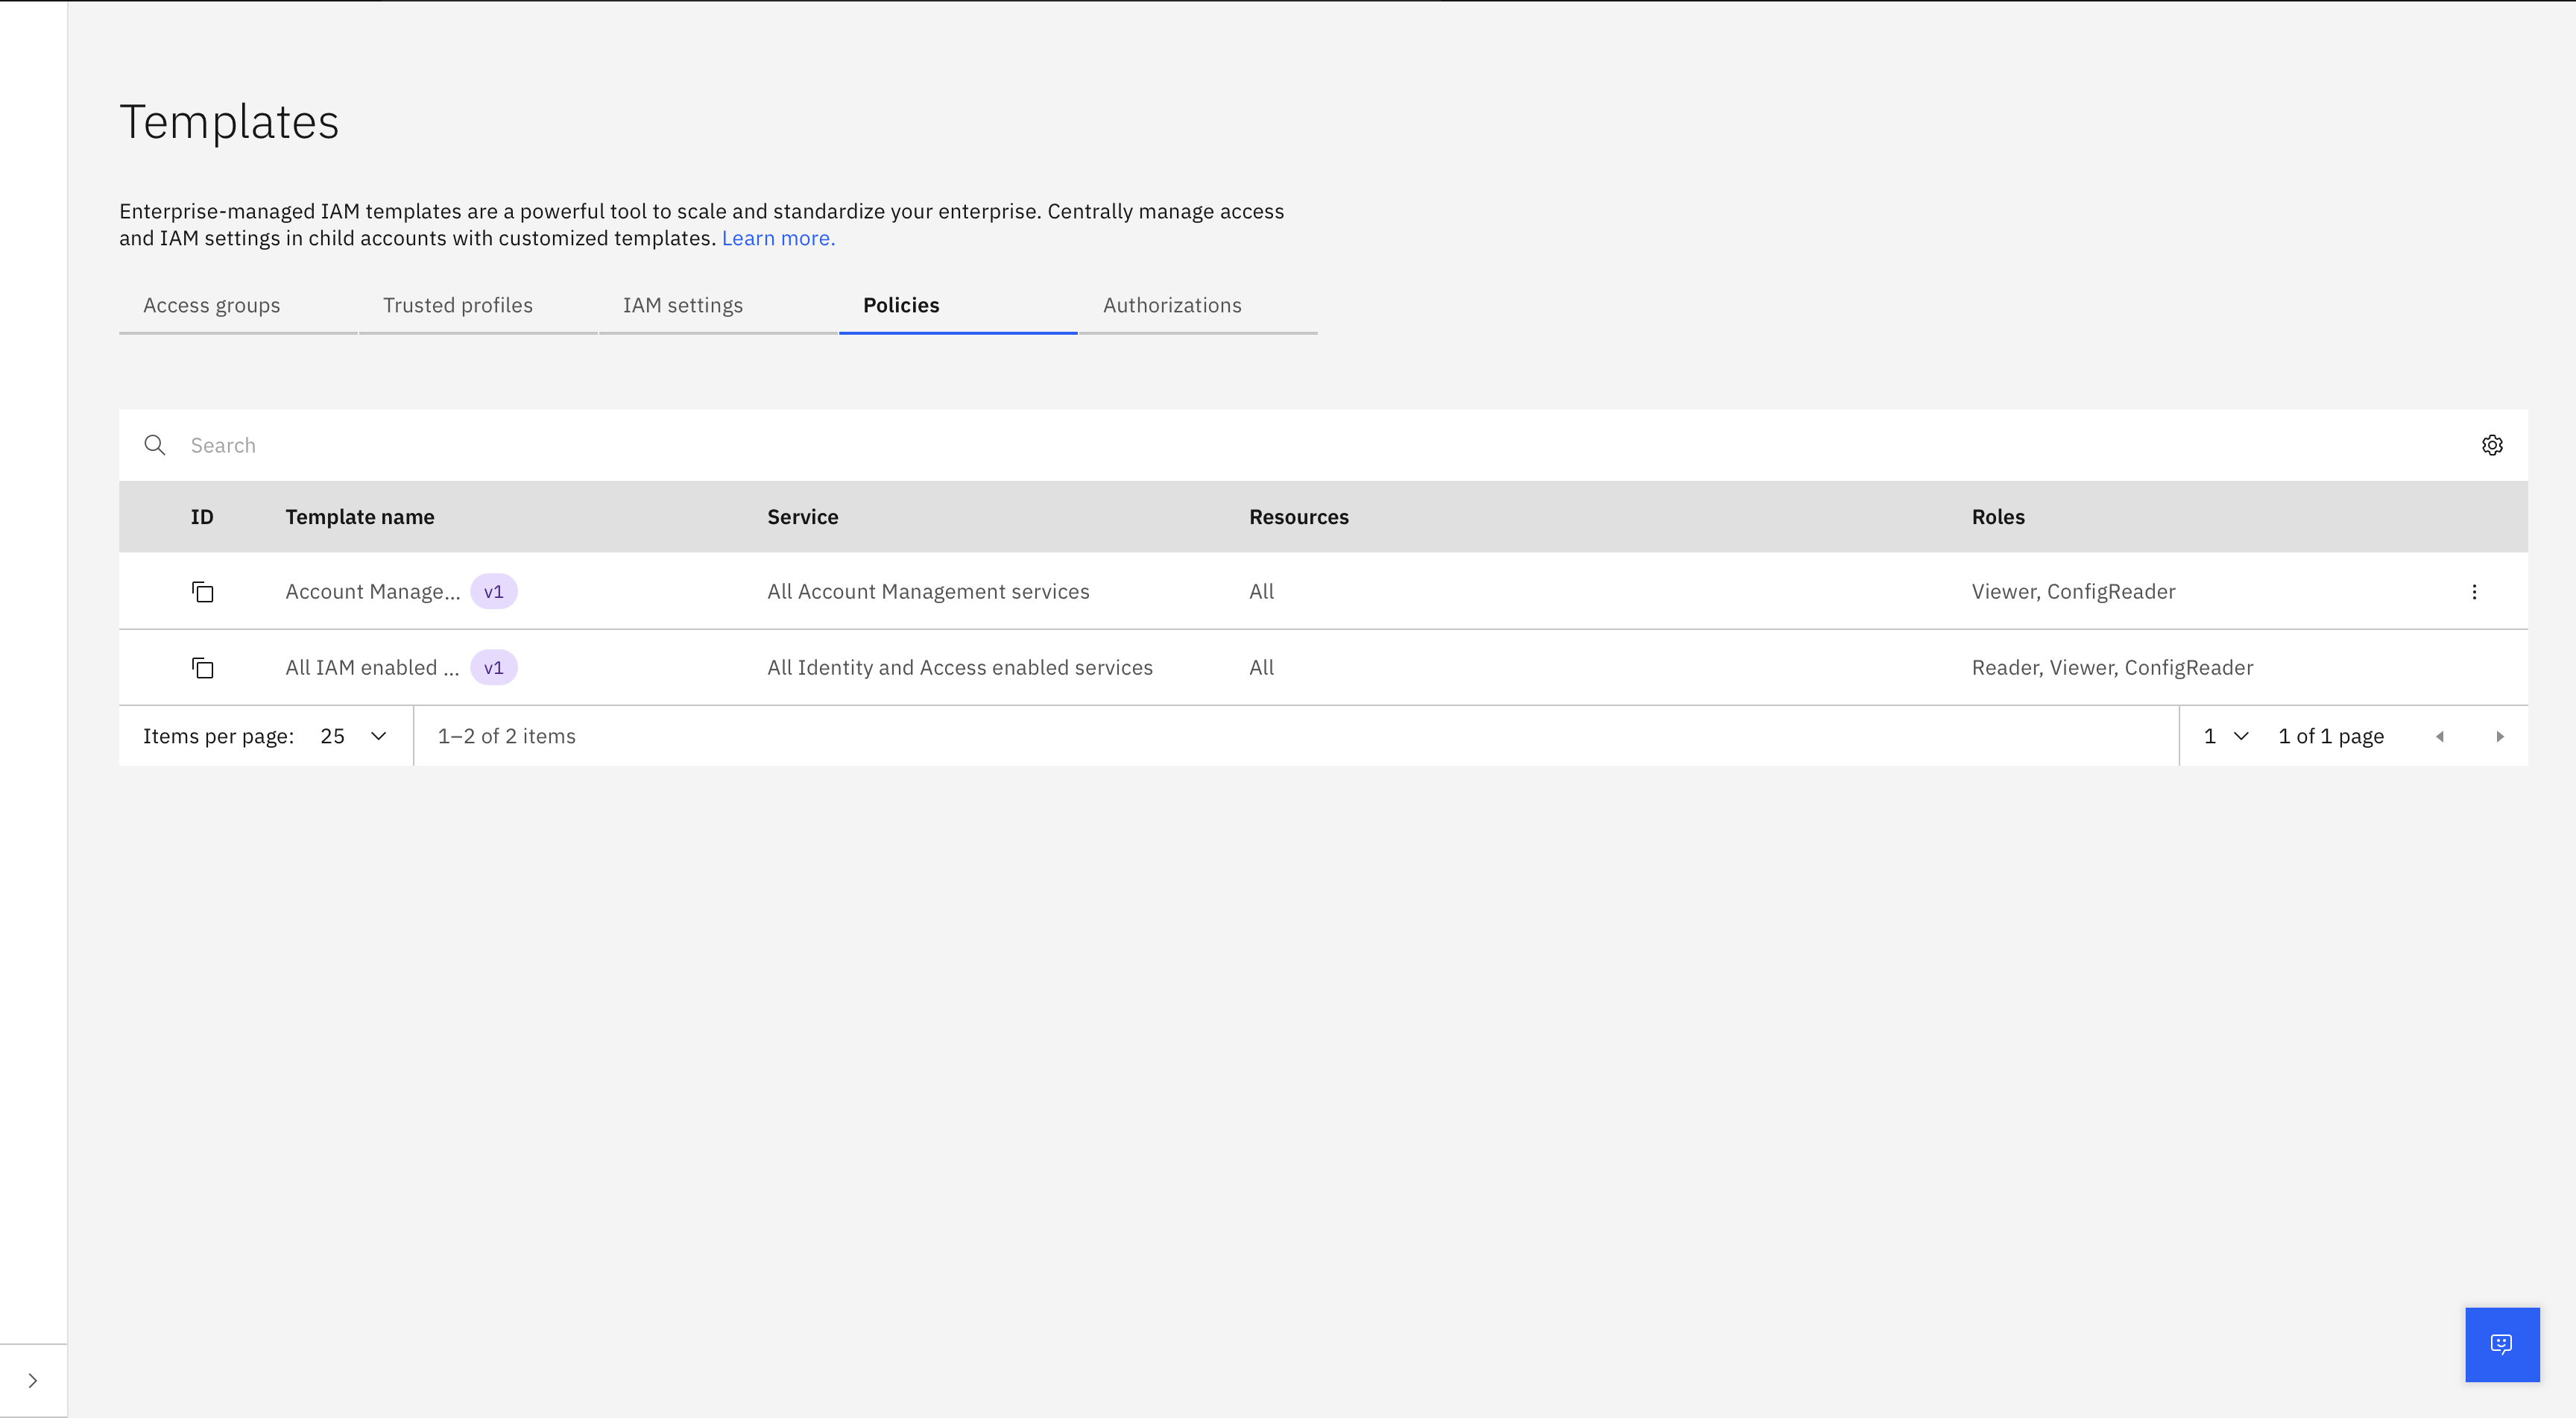 Templates
Enterprise-managed IAM templates are a powerful tool to scale and standardize your enterprise. Centrally manage access
and IAM settings in child accounts with customized templates. Learn more.
Access groups Trusted profiles IAM settings Policies Authorizations
Search
ID Template name Service Resources Roles
Account Manage... v1 All Account Management services All Viewer, ConfigReader
All IAM enabled ... v1 All Identity and Access enabled services All Reader, Viewer, ConfigReader
Items per page: 25 1–2 of 2 items 1 1 of 1 page